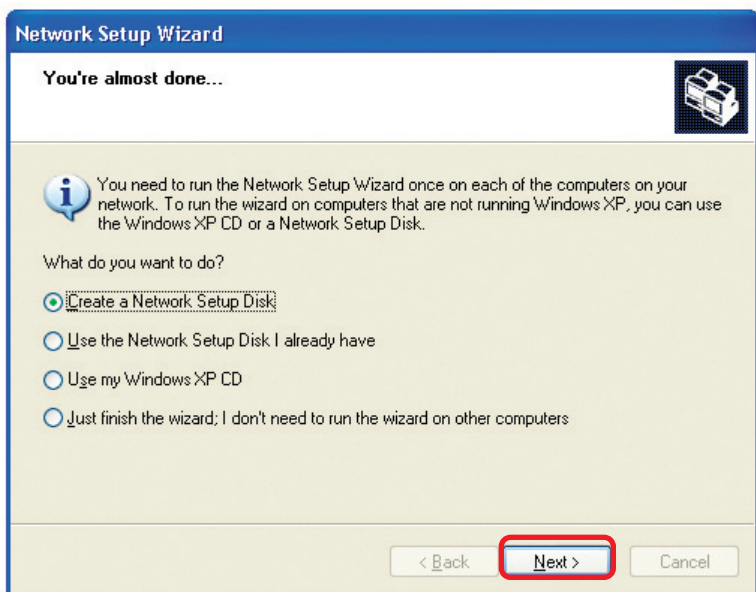 Network Setup Wizard
You're almost done...
You need to run the Network Setup Wizard once on each of the computers on your
network. To run the wizard on computers that are not running Windows XP, you can use
the Windows XP CD or a Network Setup Disk.
What do you want to do?
Create a Network Setup Disk
Use the Network Setup Disk I already have
Use my Windows XP CD
Just finish the wizard; I don't need to run the wizard on other computers
< Back Next > Cancel